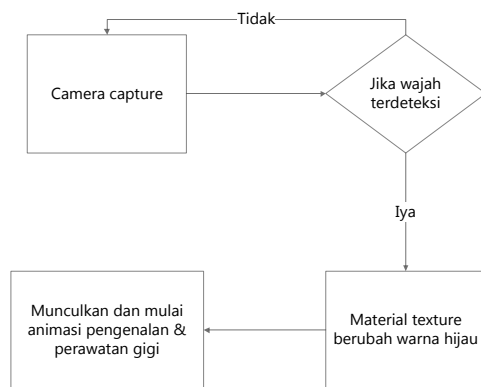 Tidak
Camera capture
Jika wajah
terdeteksi
Iya
Material texture
berubah warna hijau
Munculkan dan mulai
animasi pengenalan &
perawatan gigi